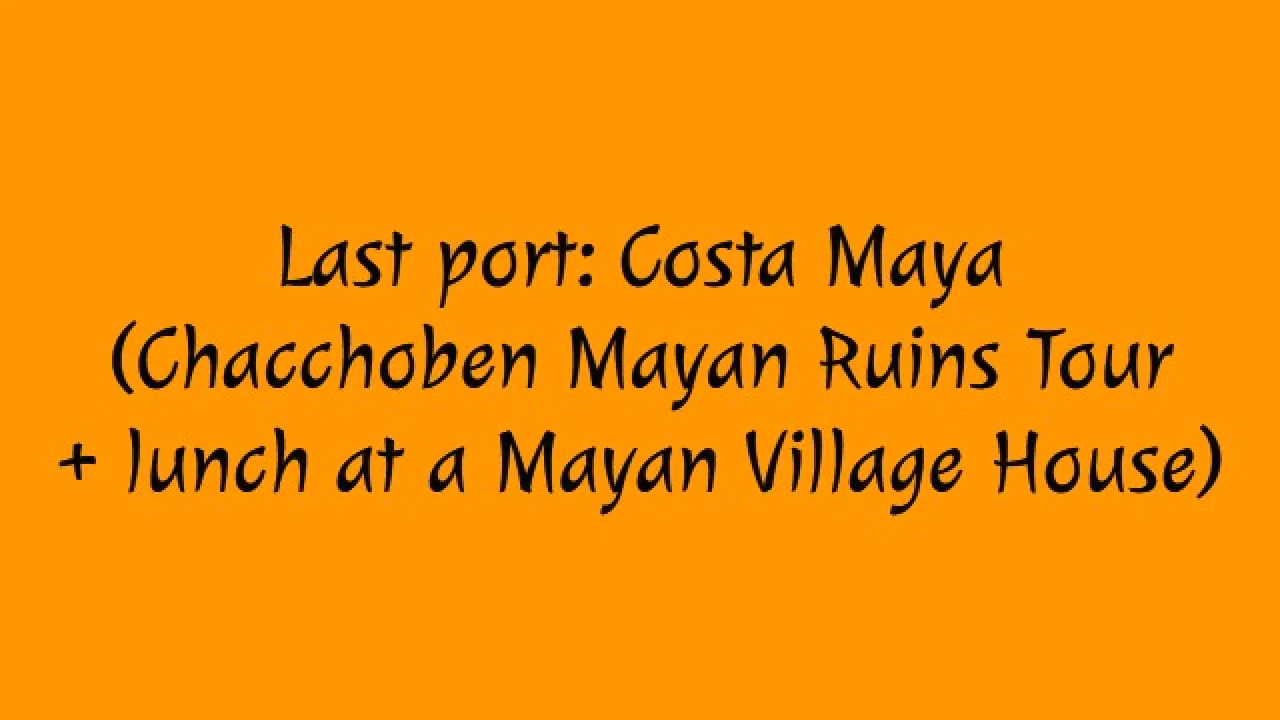 Last port: Costa Maya
(Chacchoben Mayan Ruins Tour
+ lunch at a Mayan Village House)